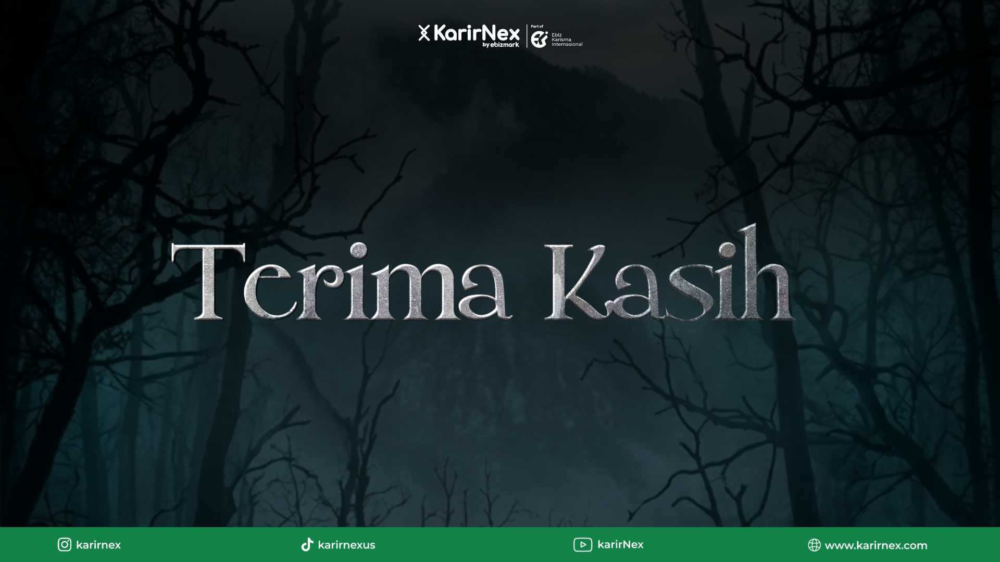 KarirNex
by ebizmark
Part of
Ebiz
Karisma
Internasional
Terima Kasih
karirnex
karirnexus
karirNex
www.karirnex.com